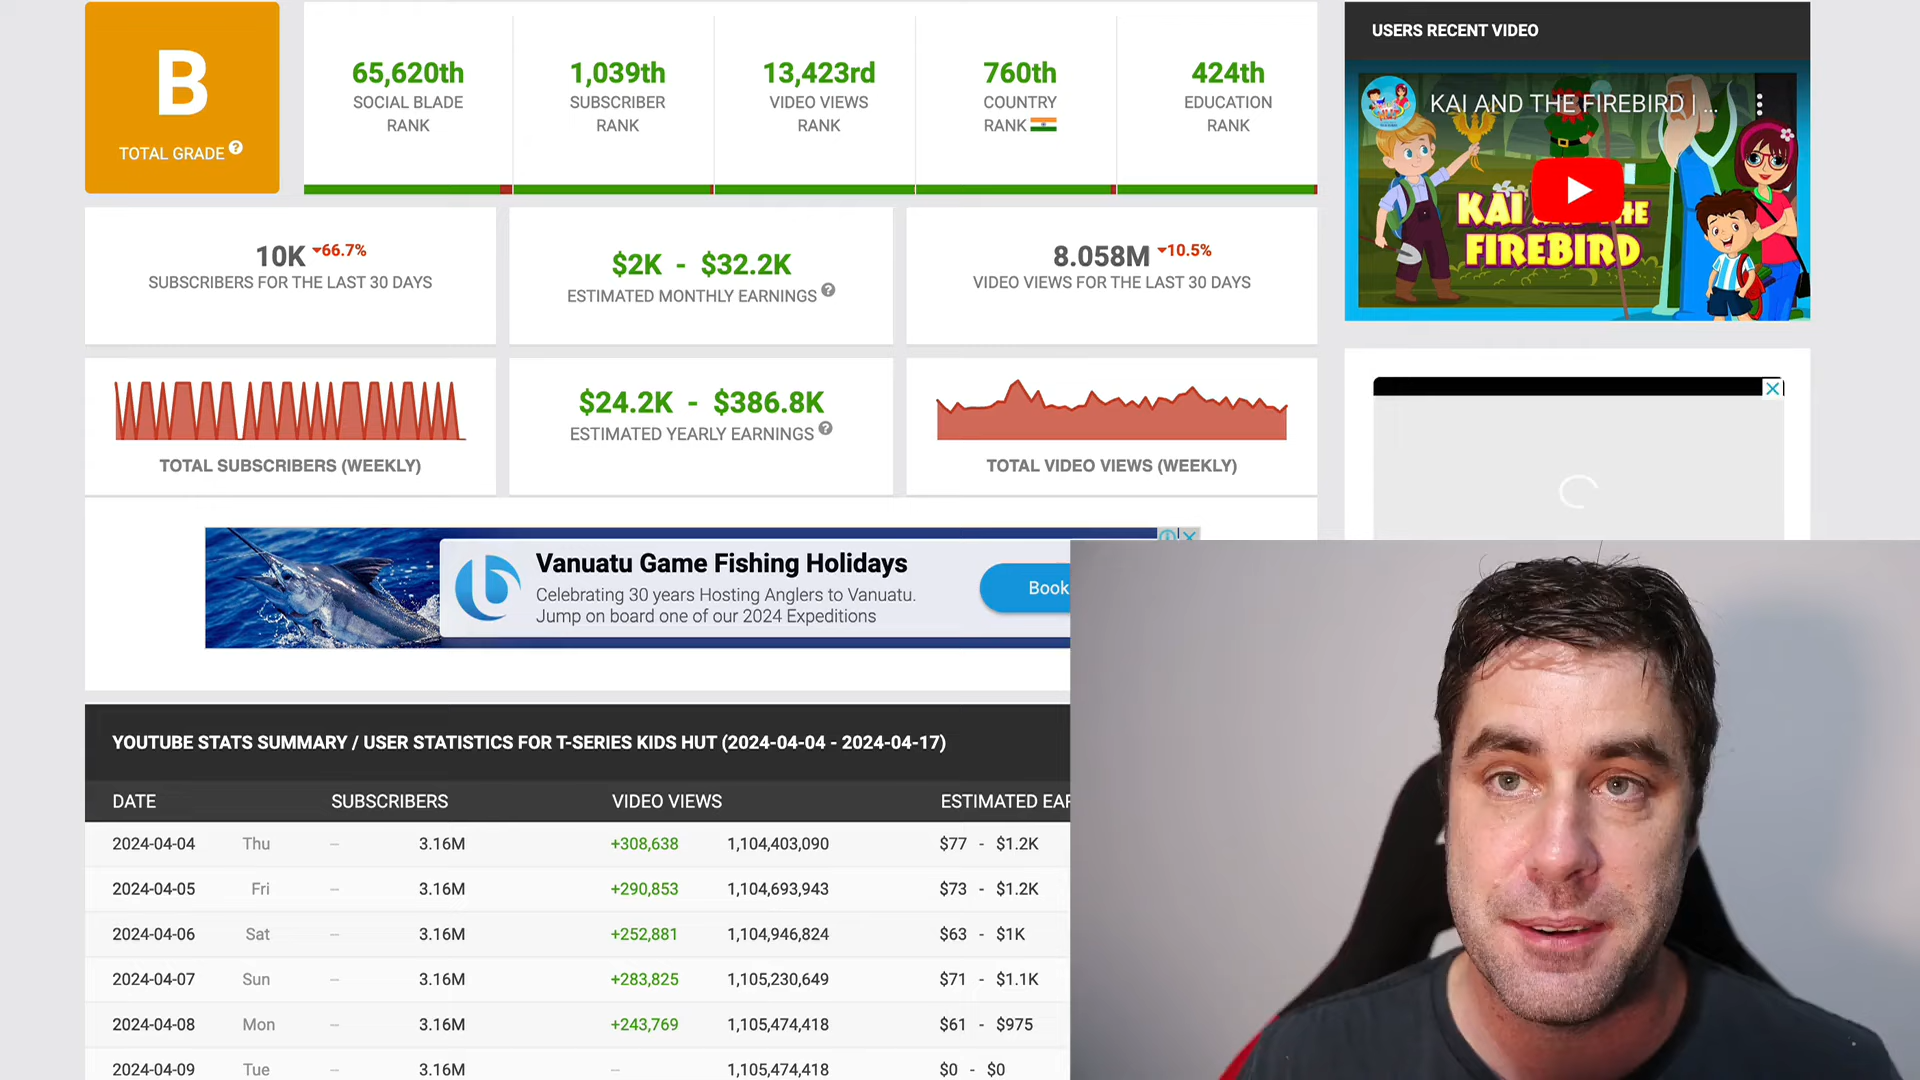 B
TOTAL GRADE ?
65,620th
SOCIAL BLADE
RANK
1,039th
SUBSCRIBER
RANK
13,423rd
VIDEO VIEWS
RANK
760th
COUNTRY
RANK
424th
EDUCATION
RANK
10K 66.7%
SUBSCRIBERS FOR THE LAST 30 DAYS
$2K - $32.2K
ESTIMATED MONTHLY EARNINGS ?
8.058M 10.5%
VIDEO VIEWS FOR THE LAST 30 DAYS
TOTAL SUBSCRIBERS (WEEKLY)
$24.2K - $386.8K
ESTIMATED YEARLY EARNINGS ?
TOTAL VIDEO VIEWS (WEEKLY)
USERS RECENT VIDEO
KAI AND THE FIREBIRD | ...
KAI
FIREBIRD
Vanuatu Game Fishing Holidays
Celebrating 30 years Hosting Anglers to Vanuatu.
Jump on board one of our 2024 Expeditions
Book
YOUTUBE STATS SUMMARY / USER STATISTICS FOR T-SERIES KIDS HUT (2024-04-04 - 2024-04-17)
DATE SUBSCRIBERS VIDEO VIEWS ESTIMATED EAR
2024-04-04 Thu -- 3.16M +308,638 1,104,403,090 $77 - $1.2K
2024-04-05 Fri -- 3.16M +290,853 1,104,693,943 $73 - $1.2K
2024-04-06 Sat -- 3.16M +252,881 1,104,946,824 $63 - $1K
2024-04-07 Sun -- 3.16M +283,825 1,105,230,649 $71 - $1.1K
2024-04-08 Mon -- 3.16M +243,769 1,105,474,418 $61 - $975
2024-04-09 Tue -- 3.16M -- 1,105,474,418 $0 - $0